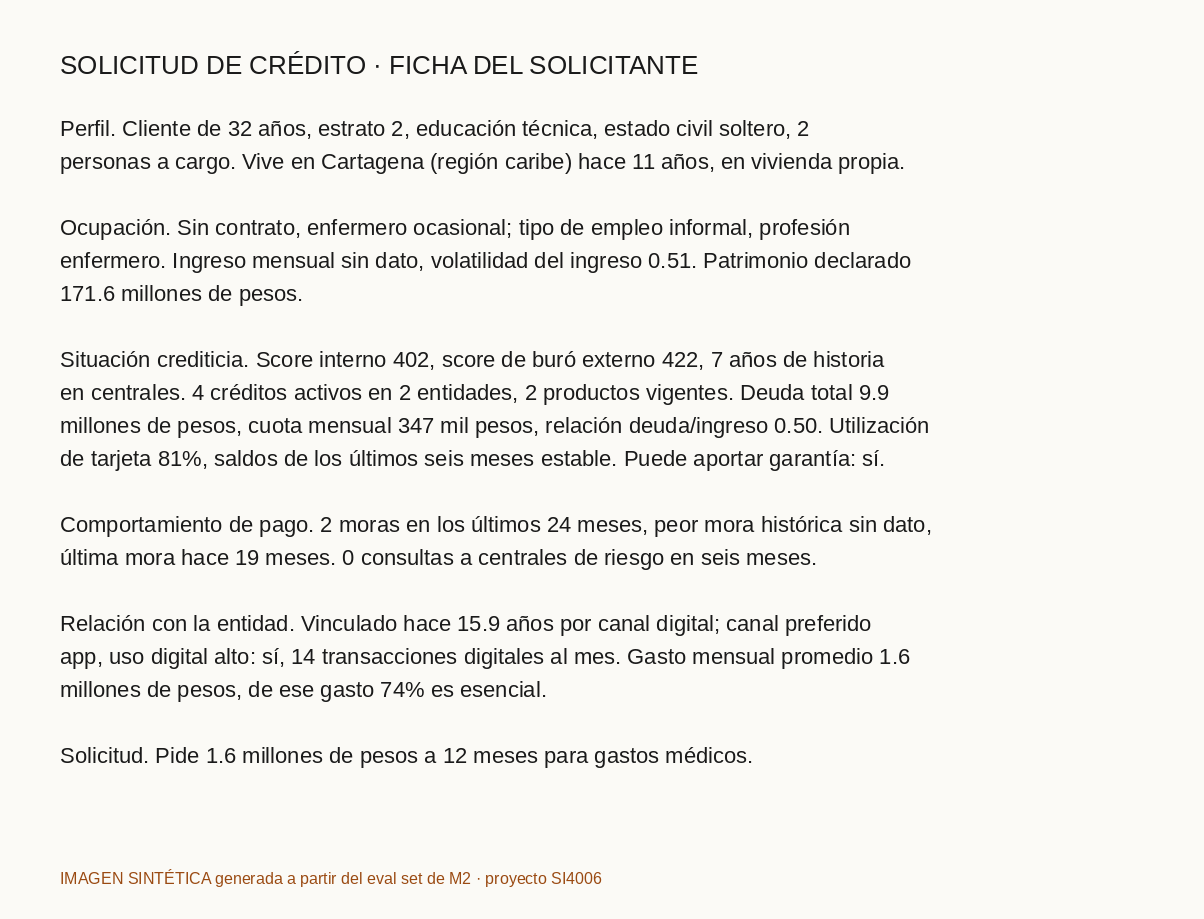 SOLICITUD DE CRÉDITO · FICHA DEL SOLICITANTE
Perfil. Cliente de 32 años, estrato 2, educación técnica, estado civil soltero, 2
personas a cargo. Vive en Cartagena (región caribe) hace 11 años, en vivienda propia.
Ocupación. Sin contrato, enfermero ocasional; tipo de empleo informal, profesión
enfermero. Ingreso mensual sin dato, volatilidad del ingreso 0.51. Patrimonio declarado
171.6 millones de pesos.
Situación crediticia. Score interno 402, score de buró externo 422, 7 años de historia
en centrales. 4 créditos activos en 2 entidades, 2 productos vigentes. Deuda total 9.9
millones de pesos, cuota mensual 347 mil pesos, relación deuda/ingreso 0.50. Utilización
de tarjeta 81%, saldos de los últimos seis meses estable. Puede aportar garantía: sí.
Comportamiento de pago. 2 moras en los últimos 24 meses, peor mora histórica sin dato,
última mora hace 19 meses. 0 consultas a centrales de riesgo en seis meses.
Relación con la entidad. Vinculado hace 15.9 años por canal digital; canal preferido
app, uso digital alto: sí, 14 transacciones digitales al mes. Gasto mensual promedio 1.6
millones de pesos, de ese gasto 74% es esencial.
Solicitud. Pide 1.6 millones de pesos a 12 meses para gastos médicos.
IMAGEN SINTÉTICA generada a partir del eval set de M2 · proyecto SI4006